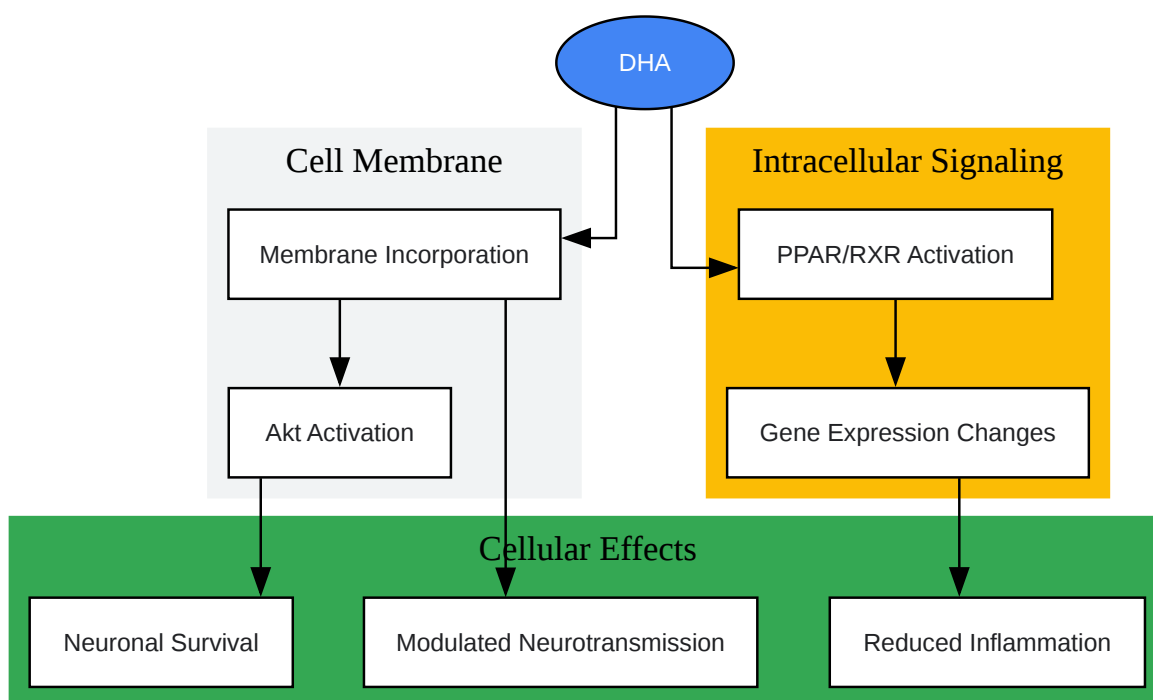 DHA
Cell Membrane
Intracellular Signaling
Membrane Incorporation
PPAR/RXR Activation
Akt Activation
Gene Expression Changes
Cellular Effects
Neuronal Survival
Modulated Neurotransmission
Reduced Inflammation